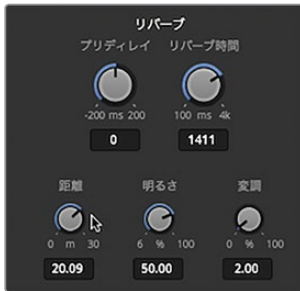 リバーブ
プリディレイ リバーブ時間
-200 ms 200 100 ms 4k
0 1411
距離 明るさ 変調
0 m 30 6 % 100 0 % 100
20.09 50.00 2.00